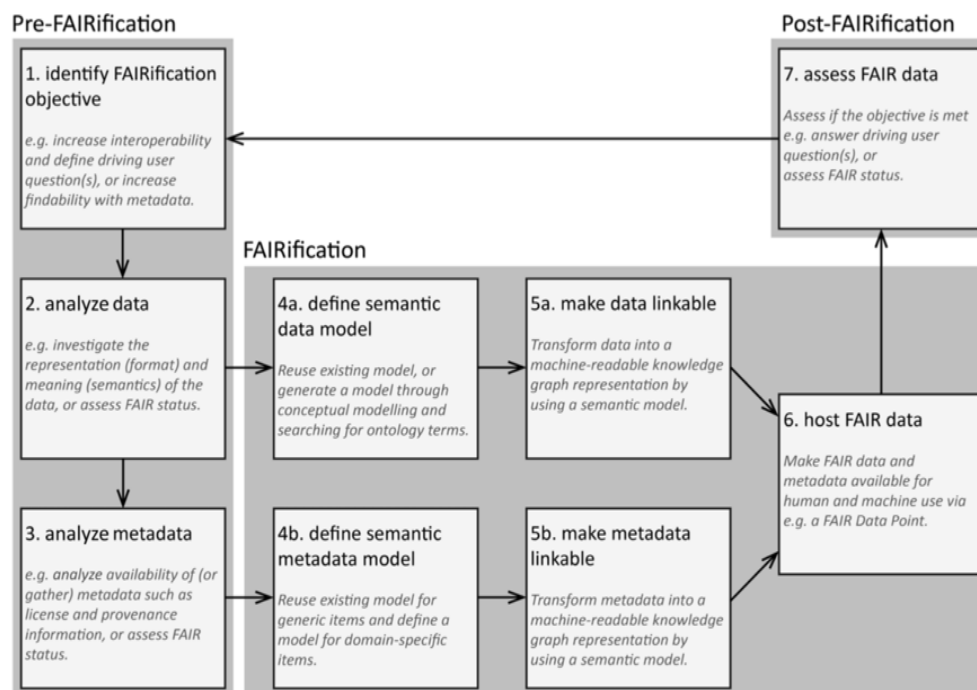 Pre-FAIRification
1. identify FAIRification
objective
e.g. increase interoperability
and define driving user
question(s), or increase
findability with metadata.
2. analyze data
e.g. investigate the
representation (format) and
meaning (semantics) of the
data, or assess FAIR status.
3. analyze metadata
e.g. analyze availability of (or
gather) metadata such as
license and provenance
information, or assess FAIR
status.
FAIRification
4a. define semantic
data model
Reuse existing model, or
generate a model through
conceptual modelling and
searching for ontology terms.
5a. make data linkable
Transform data into a
machine-readable knowledge
graph representation by
using a semantic model.
4b. define semantic
metadata model
Reuse existing model for
generic items and define a
model for domain-specific
items.
5b. make metadata
linkable
Transform metadata into a
machine-readable knowledge
graph representation by
using a semantic model.
6. host FAIR data
Make FAIR data and
metadata available for
human and machine use via
e.g. a FAIR Data Point.
Post-FAIRification
7. assess FAIR data
Assess if the objective is met
e.g. answer driving user
question(s), or
assess FAIR status.